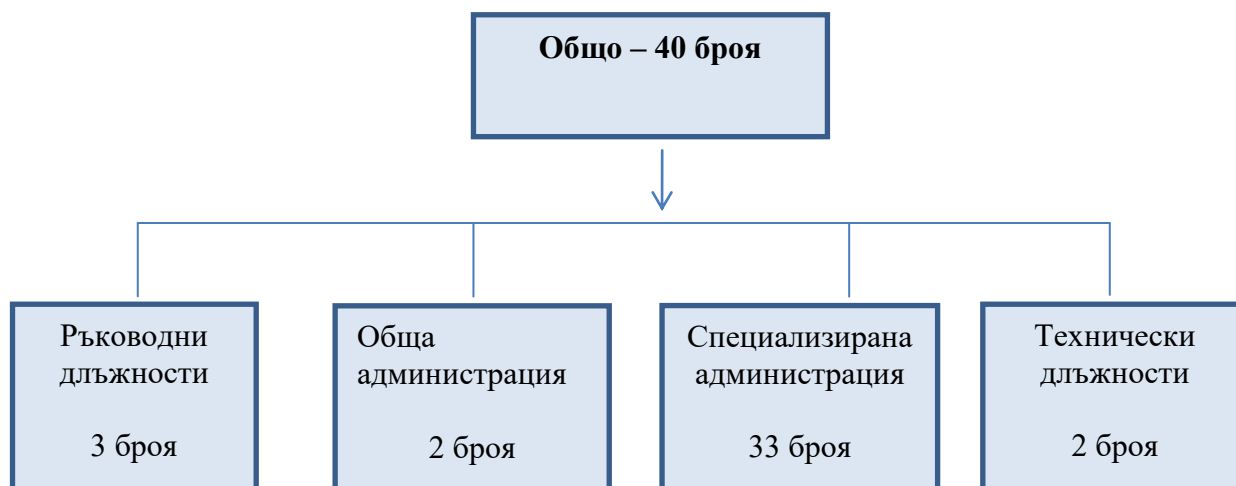 Общо – 40 броя
Ръководни
длъжности
3 броя
Обща
администрация
2 броя
Специализирана
администрация
33 броя
Технически
длъжности
2 броя